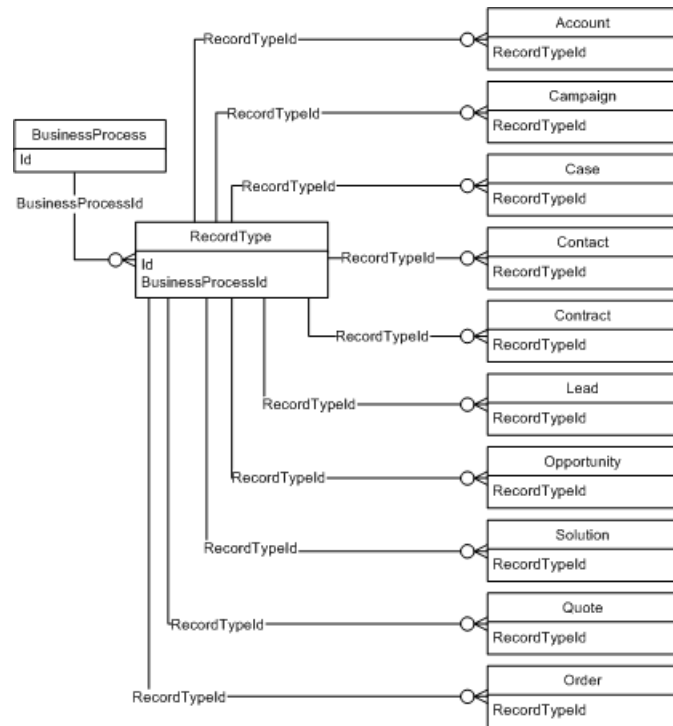 Account
RecordTypeId
RecordTypeId
Campaign
RecordTypeId
RecordTypeId
BusinessProcess
Id
BusinessProcessId
Case
RecordTypeId
RecordTypeId
RecordType
Id
BusinessProcessId
Contact
RecordTypeId
RecordTypeId
Contract
RecordTypeId
RecordTypeId
Lead
RecordTypeId
RecordTypeId
Opportunity
RecordTypeId
RecordTypeId
Solution
RecordTypeId
RecordTypeId
Quote
RecordTypeId
RecordTypeId
Order
RecordTypeId
RecordTypeId